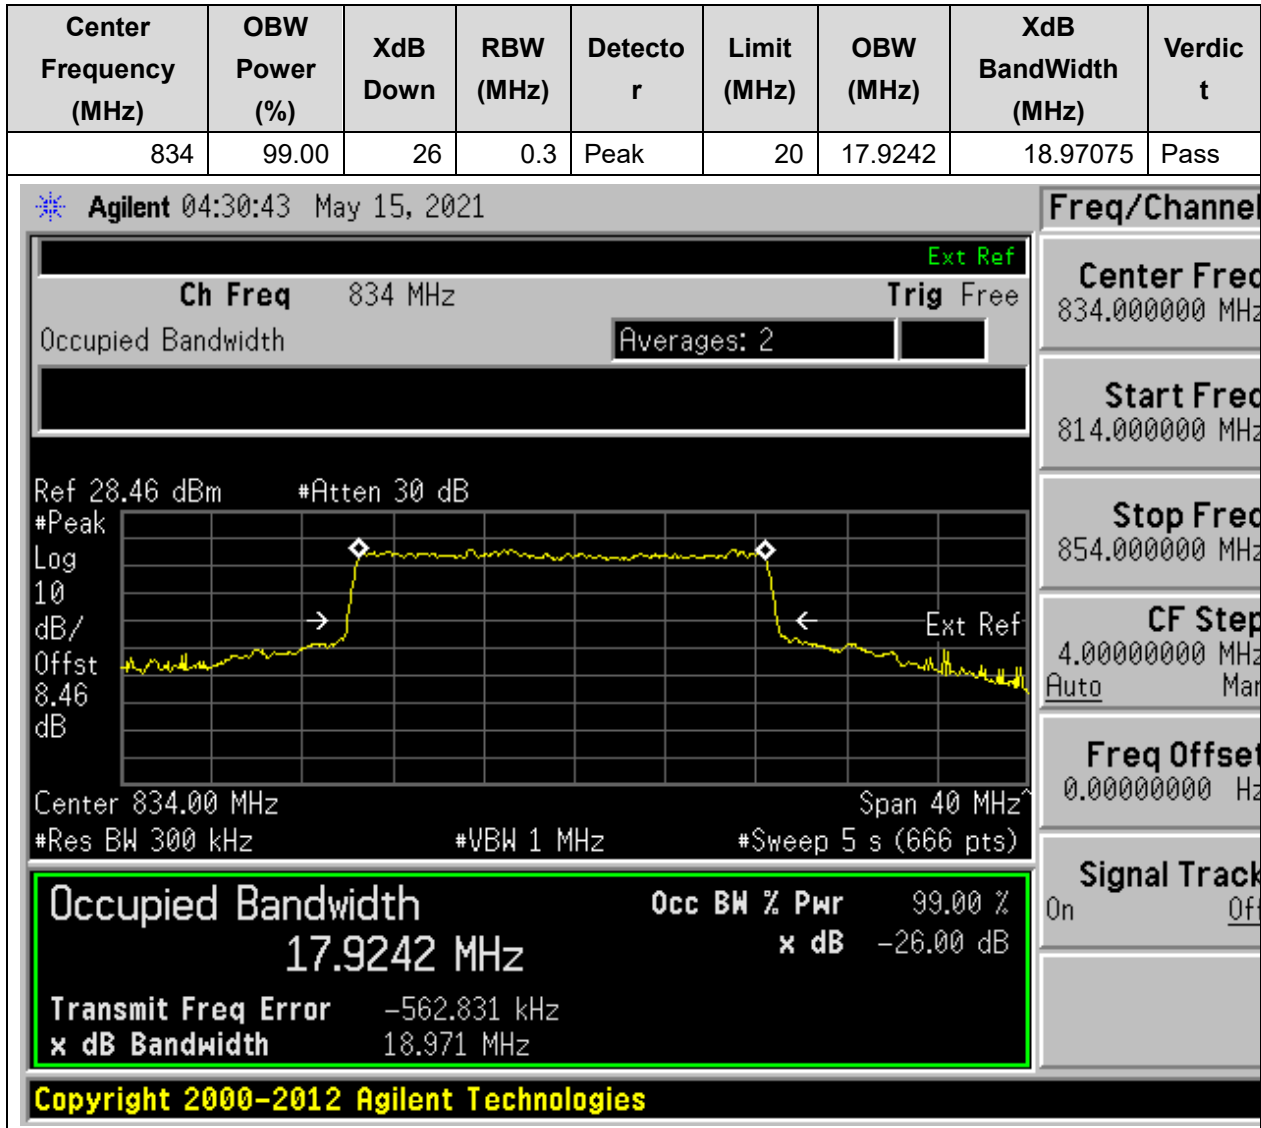 Center Frequency (MHz) OBW Power (%) XdB Down RBW (MHz) Detector Limit (MHz) OBW (MHz) XdB BandWidth (MHz) Verdict
834 99.00 26 0.3 Peak 20 17.9242 18.97075 Pass
Agilent 04:30:43 May 15, 2021
Freq/Channel
Ext Ref
Ch Freq 834 MHz Trig Free
Occupied Bandwidth Averages: 2
Center Freq
834.000000 MHz
Start Freq
814.000000 MHz
Stop Freq
854.000000 MHz
CF Step
4.00000000 MHz
Auto Man
Freq Offset
0.00000000 Hz
Signal Track
On Off
Ref 28.46 dBm #Atten 30 dB
#Peak
Log
10
dB/
Offst
8.46
dB
Ext Ref
Center 834.00 MHz Span 40 MHz^
#Res BW 300 kHz #VBW 1 MHz #Sweep 5 s (666 pts)
Occupied Bandwidth
17.9242 MHz
Occ BW % Pwr 99.00 %
x dB -26.00 dB
Transmit Freq Error -562.831 kHz
x dB Bandwidth 18.971 MHz
Copyright 2000-2012 Agilent Technologies